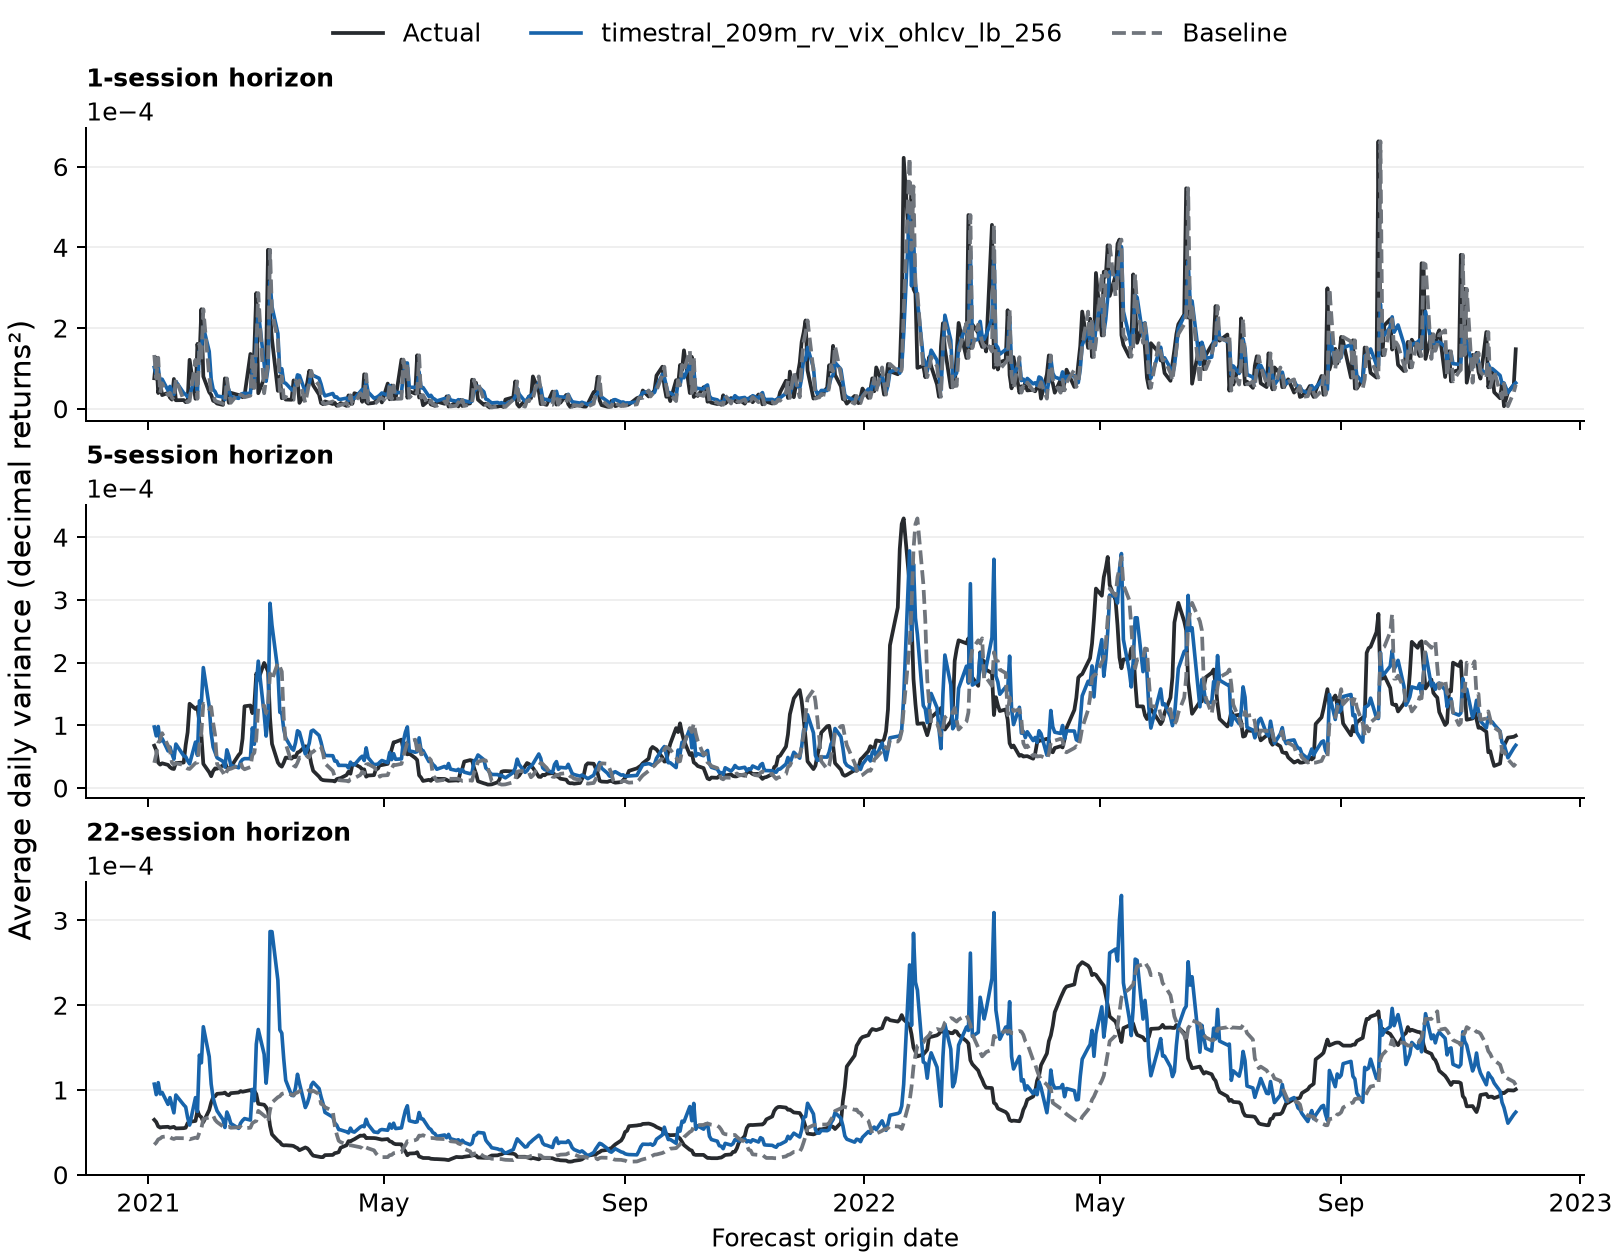 Actual timestral_209m_rv_vix_ohlcv_lb_256 Baseline
Average daily variance (decimal returns²)
1-session horizon
1e−4
6
4
2
0
5-session horizon
1e−4
4
3
2
1
0
22-session horizon
1e−4
3
2
1
0
2021 May Sep 2022 May Sep 2023
Forecast origin date